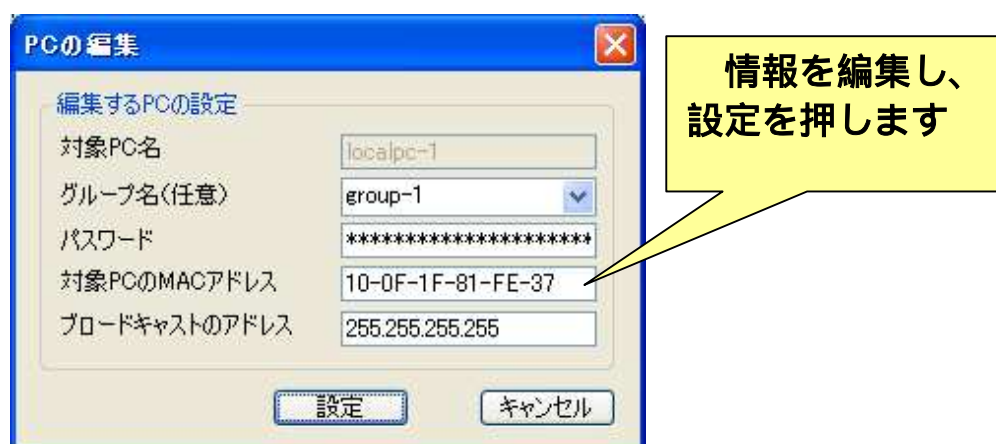 PCの編集
情報を編集し、
設定を押します
編集するPCの設定
対象PC名 localpc-1
グループ名(任意) group-1
パスワード *********************
対象PCのMACアドレス 10-0F-1F-81-FE-37
ブロードキャストのアドレス 255.255.255.255
設定 キャンセル